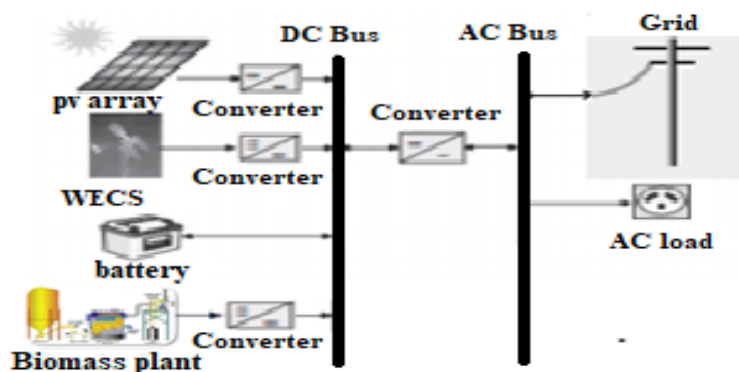 DC Bus
AC Bus
Grid
pv array
Converter
Converter
WECS
Converter
AC load
battery
Converter
Biomass plant